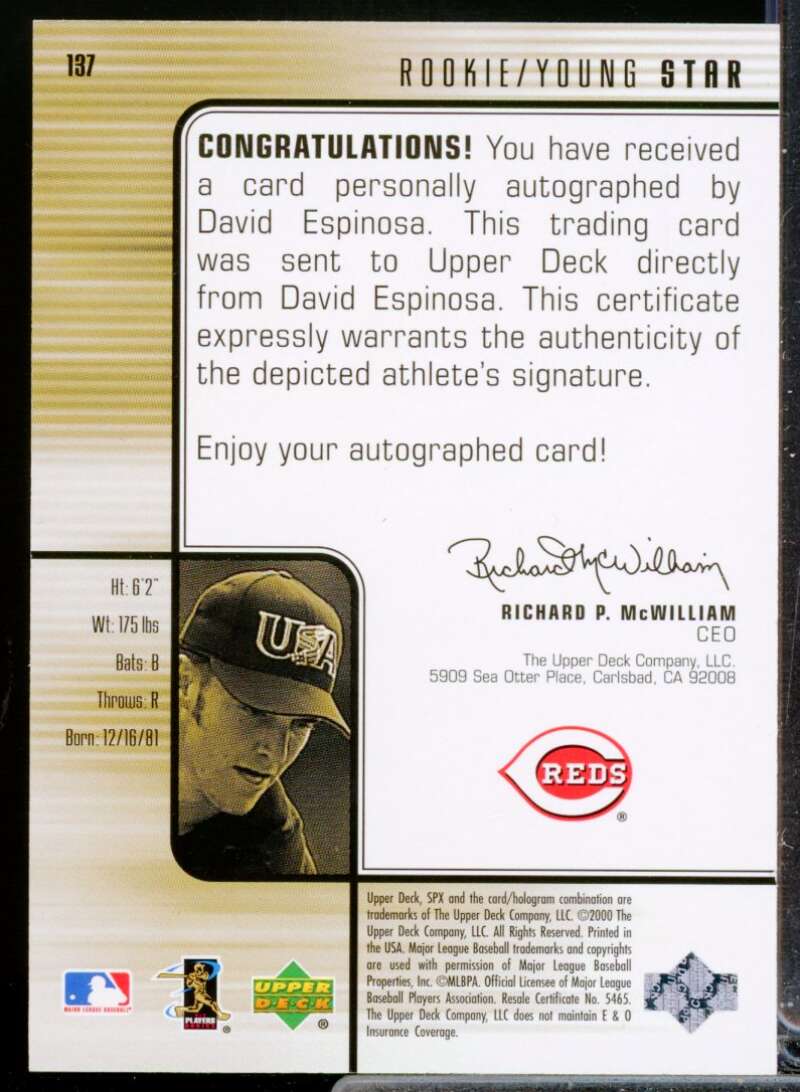 137
ROOKIE/YOUNG STAR
CONGRATULATIONS! You have received
a card personally autographed by
David Espinosa. This trading card
was sent to Upper Deck directly
from David Espinosa. This certificate
expressly warrants the authenticity of
the depicted athlete's signature.
Enjoy your autographed card!
Richard McWilliam
RICHARD P. McWILLIAM
CEO
The Upper Deck Company, LLC.
5909 Sea Otter Place, Carlsbad, CA 92008
Ht: 6'2"
Wt: 175 lbs
Bats: B
Throws: R
Born: 12/16/81
USA
REDS
®
Upper Deck, SPX and the card/hologram combination are
trademarks of The Upper Deck Company, LLC. ©2000 The
Upper Deck Company, LLC. All Rights Reserved. Printed in
the USA. Major League Baseball trademarks and copyrights
are used with permission of Major League Baseball
Properties, Inc. ©MLBPA. Official Licensee of Major League
Baseball Players Association. Resale Certificate No. 5465.
The Upper Deck Company, LLC does not maintain E & O
Insurance Coverage.
MAJOR LEAGUE BASEBALL
PLAYERS
CHOICE
®
UPPER
DECK
®